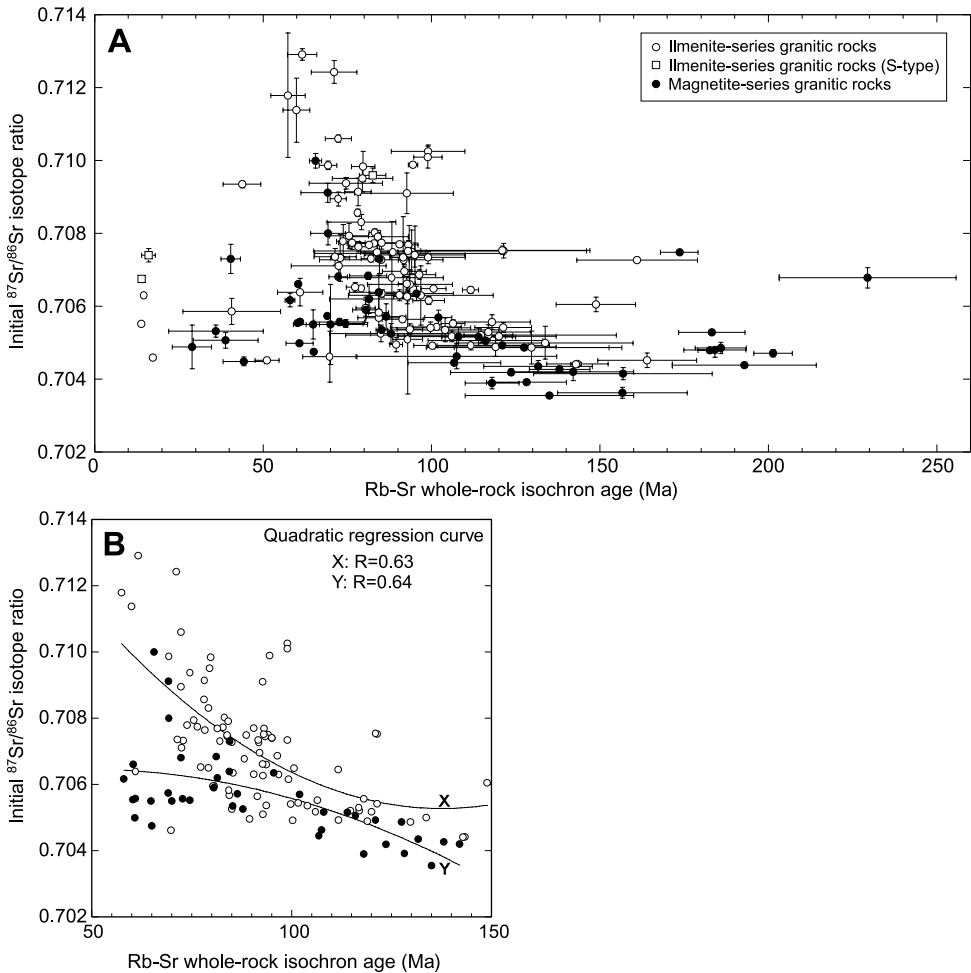 A
Ilmenite-series granitic rocks
Ilmenite-series granitic rocks (S-type)
Magnetite-series granitic rocks
Initial ⁸⁷Sr/⁸⁶Sr isotope ratio
0.714
0.712
0.710
0.708
0.706
0.704
0.702
0
50
100
150
200
250
Rb-Sr whole-rock isochron age (Ma)
B
Quadratic regression curve
X: R=0.63
Y: R=0.64
Initial ⁸⁷Sr/⁸⁶Sr isotope ratio
0.714
0.712
0.710
0.708
0.706
0.704
0.702
X
Y
50
100
150
Rb-Sr whole-rock isochron age (Ma)